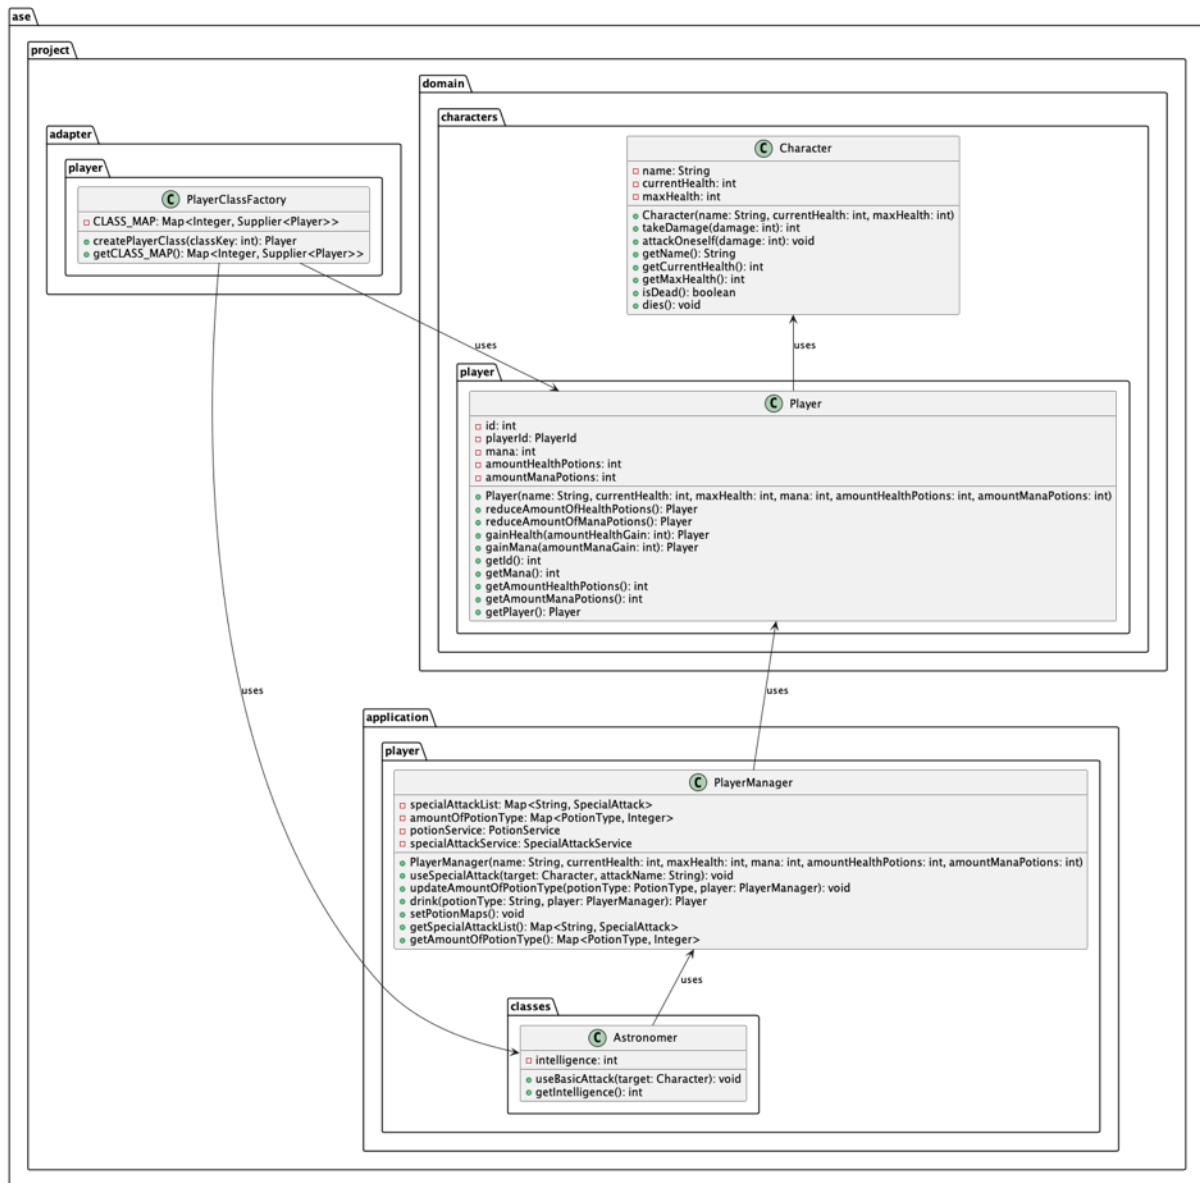 ase
project
domain
characters
C Character
name: String
currentHealth: int
maxHealth: int
Character(name: String, currentHealth: int, maxHealth: int)
takeDamage(damage: int): int
attackOneself(damage: int): void
getName(): String
getCurrentHealth(): int
getMaxHealth(): int
isDead(): boolean
dies(): void
adapter
player
C PlayerClassFactory
CLASS_MAP: Map<Integer, Supplier<Player>>
createPlayerClass(classKey: int): Player
getCLASS_MAP(): Map<Integer, Supplier<Player>>
uses
uses
player
C Player
id: int
playerId: PlayerId
mana: int
amountHealthPotions: int
amountManaPotions: int
Player(name: String, currentHealth: int, maxHealth: int, mana: int, amountHealthPotions: int, amountManaPotions: int)
reduceAmountOfHealthPotions(): Player
reduceAmountOfManaPotions(): Player
gainHealth(amountHealthGain: int): Player
gainMana(amountManaGain: int): Player
getId(): int
getMana(): int
getAmountHealthPotions(): int
getAmountManaPotions(): int
getPlayer(): Player
uses
uses
application
player
C PlayerManager
specialAttackList: Map<String, SpecialAttack>
amountOfPotionType: Map<PotionType, Integer>
potionService: PotionService
specialAttackService: SpecialAttackService
PlayerManager(name: String, currentHealth: int, maxHealth: int, mana: int, amountHealthPotions: int, amountManaPotions: int)
useSpecialAttack(target: Character, attackName: String): void
updateAmountOfPotionType(potionType: PotionType, player: PlayerManager): void
drink(potionType: String, player: PlayerManager): Player
setPotionMaps(): void
getSpecialAttackList(): Map<String, SpecialAttack>
getAmountOfPotionType(): Map<PotionType, Integer>
uses
classes
C Astronomer
intelligence: int
useBasicAttack(target: Character): void
getIntelligence(): int